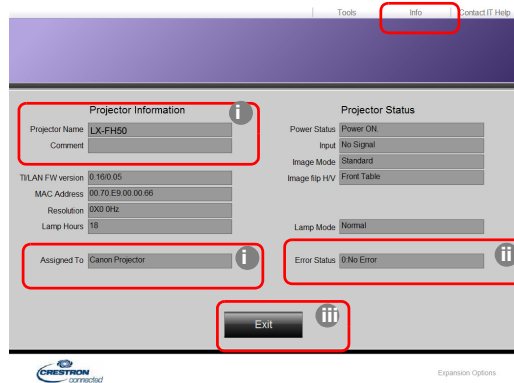 Tools Info Contact IT Help
Projector Information
i
Projector Status
Projector Name LX-FH50
Power Status Power ON.
Comment
Input No Signal
Image Mode Standard
TI/LAN FW version 0.16/0.05
Image filp H/V Front Table
MAC Address 00.70.E9.00.00.66
Resolution 0X0 0Hz
Lamp Hours 18
Lamp Mode Normal
Assigned To Canon Projector
i
Error Status 0:No Error
ii
Exit
iii
CRESTRON
connected
Expansion Options